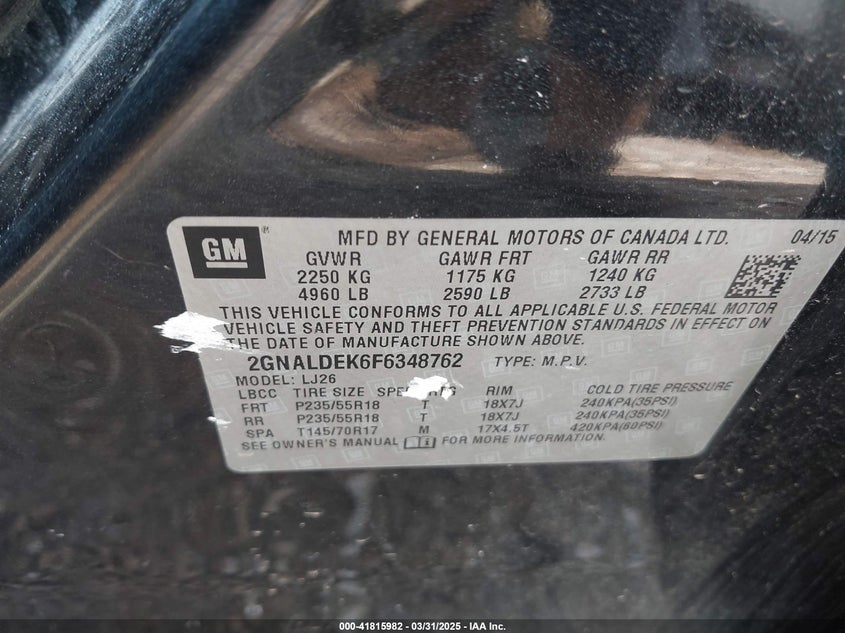 GM ®
MFD BY GENERAL MOTORS OF CANADA LTD. 04/15
GVWR GAWR FRT GAWR RR
2250 KG 1175 KG 1240 KG
4960 LB 2590 LB 2733 LB
THIS VEHICLE CONFORMS TO ALL APPLICABLE U.S. FEDERAL MOTOR
VEHICLE SAFETY AND THEFT PREVENTION STANDARDS IN EFFECT ON
THE DATE OF MANUFACTURE SHOWN ABOVE.
2GNALDEK6F6348762 TYPE: M.P.V.
MODEL: LJ26
LBCC TIRE SIZE RIM COLD TIRE PRESSURE
FRT P235/55R18 T 18X7J 240KPA(35PSI)
RR P235/55R18 T 18X7J 240KPA(35PSI)
SPA T145/70R17 M 17X4.5T 420KPA(60PSI)
SEE OWNER'S MANUAL FOR MORE INFORMATION.
000-41815982 - 03/31/2025 - IAA Inc.